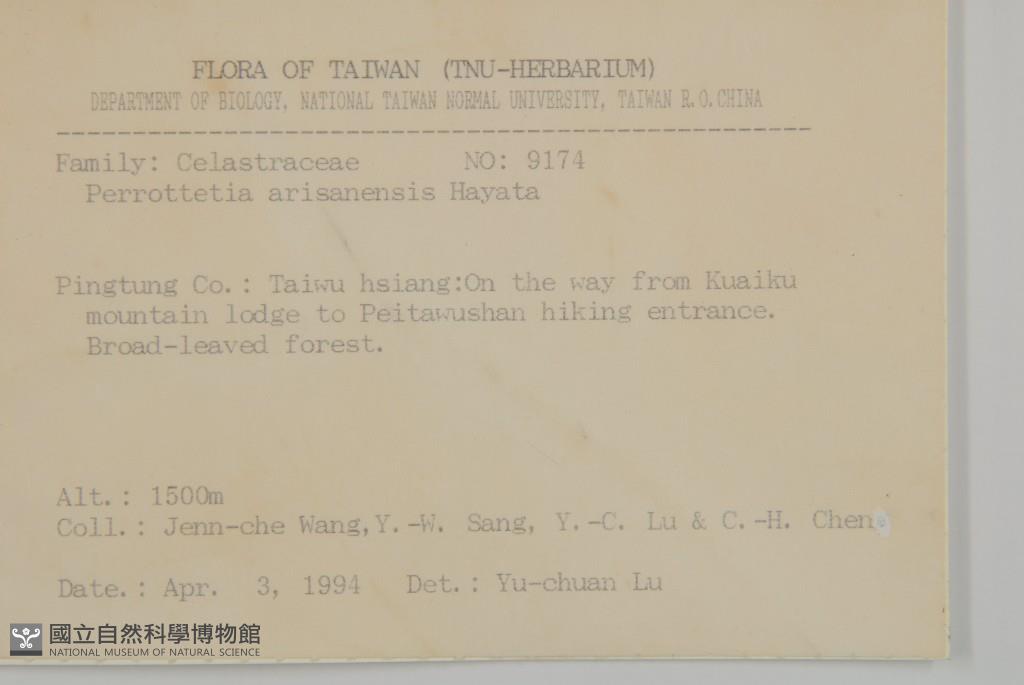 FLORA OF TAIWAN (TNU-HERBARIUM)
DEPARTMENT OF BIOLOGY, NATIONAL TAIWAN NORMAL UNIVERSITY, TAIWAN R.O.CHINA
Family: Celastraceae NO: 9174
Perrottetia arisanensis Hayata
Pingtung Co.: Taiwu hsiang:On the way from Kuaiku
mountain lodge to Peitawushan hiking entrance.
Broad-leaved forest.
Alt.: 1500m
Coll.: Jenn-che Wang,Y.-W. Sang, Y.-C. Lu & C.-H. Chen
Date.: Apr. 3, 1994 Det.: Yu-chuan Lu
國立自然科學博物館
NATIONAL MUSEUM OF NATURAL SCIENCE